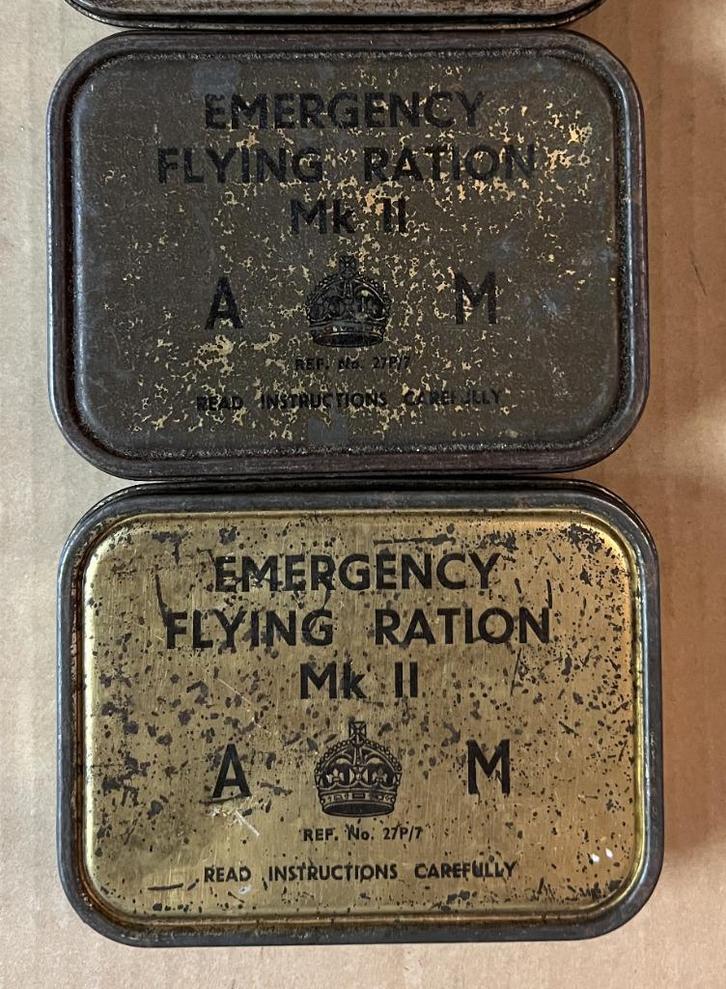 EMERGENCY
FLYING RATION
Mk II
A M
REF. No. 27P/7
READ INSTRUCTIONS CAREFULLY
EMERGENCY
FLYING RATION
Mk II
A M
REF. No. 27P/7
READ INSTRUCTIONS CAREFULLY